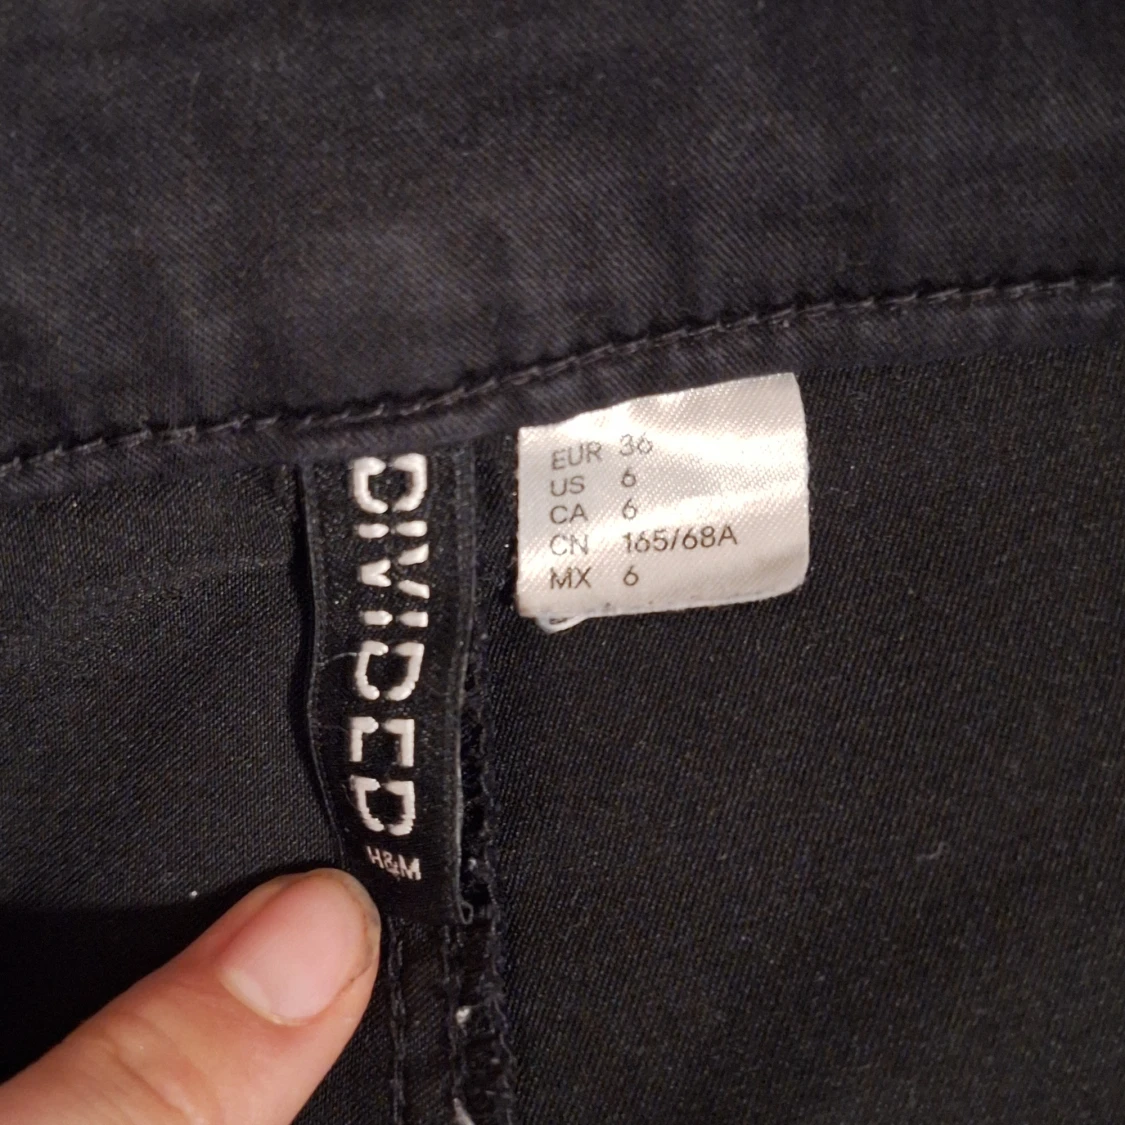 DIVIDED
H&M
EUR 36
US 6
CA 6
CN 165/68A
MX 6